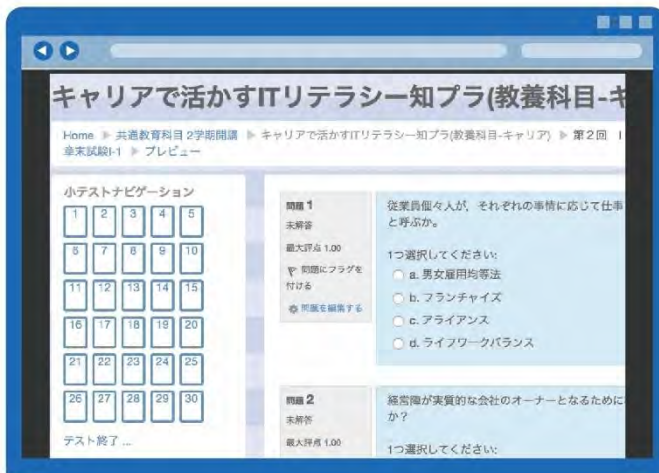 キャリアで活かすITリテラシー知プラ(教養科目-キ
Home ▶ 共通教育科目 2学期開講 ▶ キャリアで活かすITリテラシー知プラ(教養科目-キャリア) ▶ 第2回 I
章末試験I-1 ▶ プレビュー
小テストナビゲーション
1 2 3 4 5
6 7 8 9 10
11 12 13 14 15
16 17 18 19 20
21 22 23 24 25
26 27 28 29 30
テスト終了 ...
問題 1
未解答
最大評点 1.00
問題にフラグを
付ける
問題を編集する
従業員個々人が，それぞれの事情に応じて仕事
と呼ぶか。
1つ選択してください:
a. 男女雇用均等法
b. フランチャイズ
c. アライアンス
d. ライフワークバランス
問題 2
未解答
最大評点 1.00
経営陣が実質的な会社のオーナーとなるために
か？
1つ選択してください: